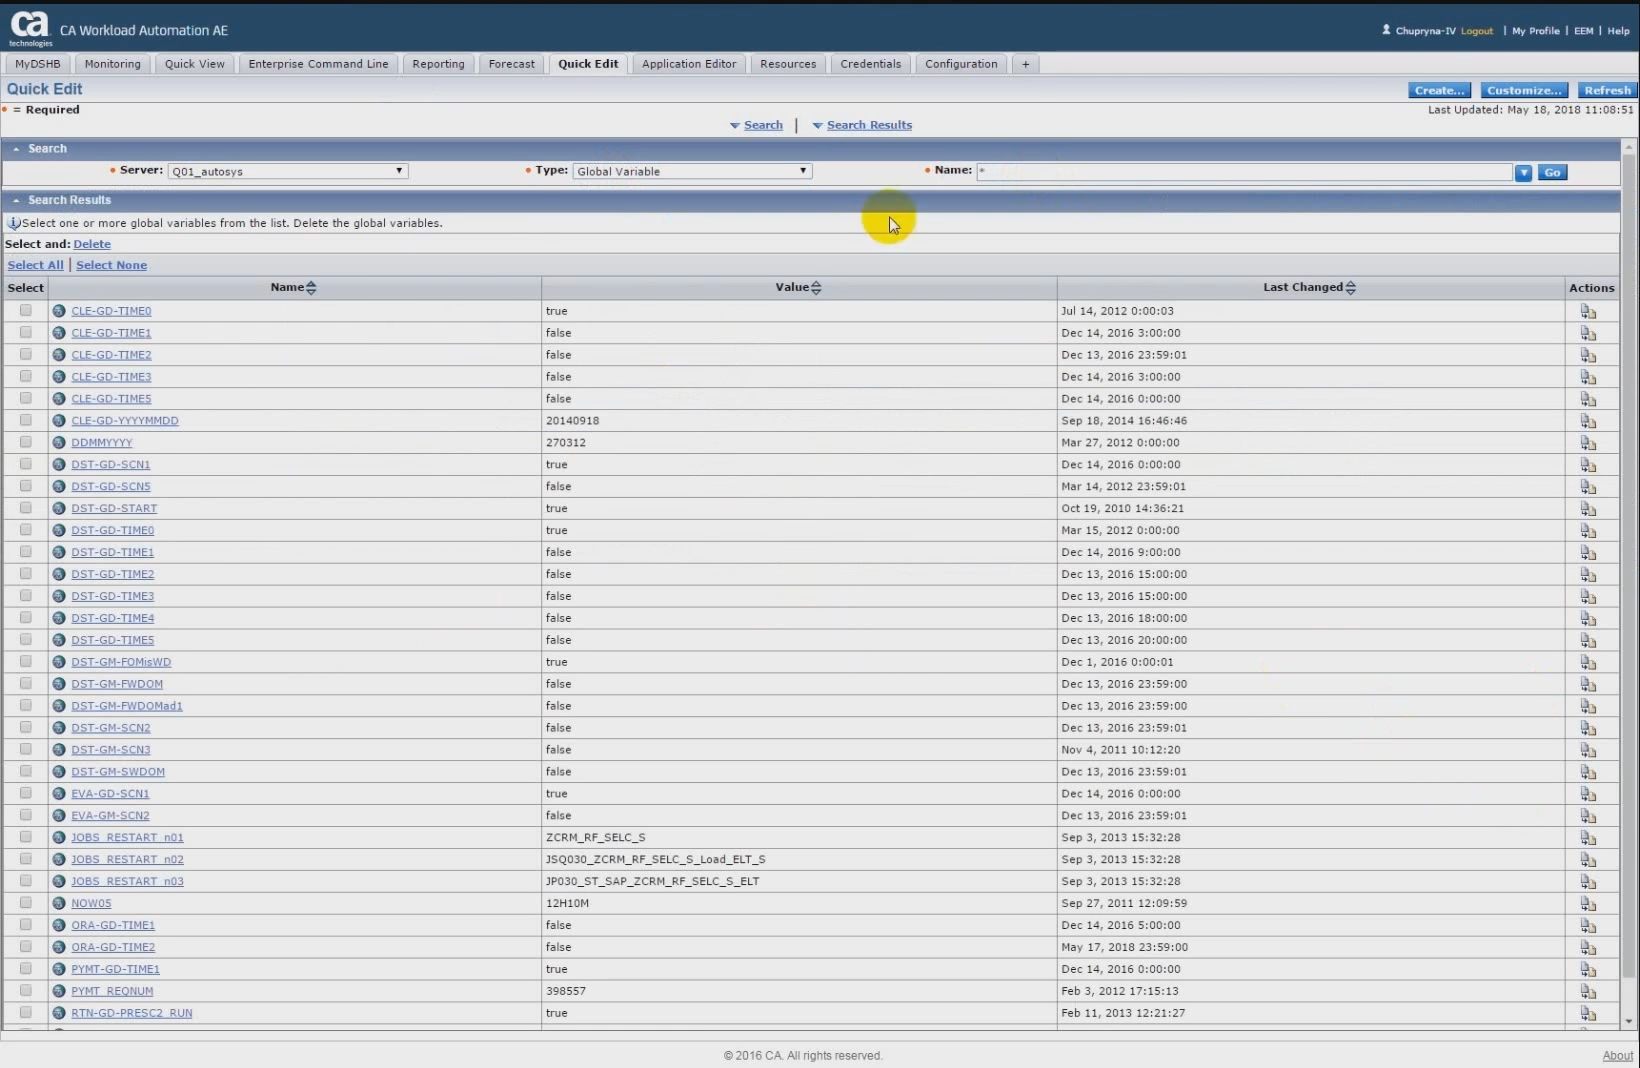 ca technologies CA Workload Automation AE
Chupryna-IV Logout | My Profile | EEM | Help
MyDSHB Monitoring Quick View Enterprise Command Line Reporting Forecast Quick Edit Application Editor Resources Credentials Configuration +
Quick Edit Create... Customize... Refresh
= Required Last Updated: May 18, 2018 11:08:51
Search | Search Results
Search
Server: Q01_autosys Type: Global Variable Name: * Go
Search Results
Select one or more global variables from the list. Delete the global variables.
Select and: Delete
Select All | Select None
Select Name Value Last Changed Actions
CLE-GD-TIME0 true Jul 14, 2012 0:00:03
CLE-GD-TIME1 false Dec 14, 2016 3:00:00
CLE-GD-TIME2 false Dec 13, 2016 23:59:01
CLE-GD-TIME3 false Dec 14, 2016 3:00:00
CLE-GD-TIME5 false Dec 14, 2016 0:00:00
CLE-GD-YYYYMMDD 20140918 Sep 18, 2014 16:46:46
DDMMYYYY 270312 Mar 27, 2012 0:00:00
DST-GD-SCN1 true Dec 14, 2016 0:00:00
DST-GD-SCN5 false Mar 14, 2012 23:59:01
DST-GD-START true Oct 19, 2010 14:36:21
DST-GD-TIME0 true Mar 15, 2012 0:00:00
DST-GD-TIME1 false Dec 14, 2016 9:00:00
DST-GD-TIME2 false Dec 13, 2016 15:00:00
DST-GD-TIME3 false Dec 13, 2016 15:00:00
DST-GD-TIME4 false Dec 13, 2016 18:00:00
DST-GD-TIME5 false Dec 13, 2016 20:00:00
DST-GM-FOMisWD true Dec 1, 2016 0:00:01
DST-GM-FWDOM false Dec 13, 2016 23:59:00
DST-GM-FWDOMad1 false Dec 13, 2016 23:59:00
DST-GM-SCN2 false Dec 13, 2016 23:59:01
DST-GM-SCN3 false Nov 4, 2011 10:12:20
DST-GM-SWDOM false Dec 13, 2016 23:59:01
EVA-GD-SCN1 true Dec 14, 2016 0:00:00
EVA-GM-SCN2 false Dec 13, 2016 23:59:01
JOBS_RESTART_n01 ZCRM_RF_SELC_S Sep 3, 2013 15:32:28
JOBS_RESTART_n02 JSQ030_ZCRM_RF_SELC_S_Load_ELT_S Sep 3, 2013 15:32:28
JOBS_RESTART_n03 JP030_ST_SAP_ZCRM_RF_SELC_S_ELT Sep 3, 2013 15:32:28
NOW05 12H10M Sep 27, 2011 12:09:59
ORA-GD-TIME1 false Dec 14, 2016 5:00:00
ORA-GD-TIME2 false May 17, 2018 23:59:00
PYMT-GD-TIME1 true Dec 14, 2016 0:00:00
PYMT_REQNUM 398557 Feb 3, 2012 17:15:13
RTN-GD-PRESC2_RUN true Feb 11, 2013 12:21:27
© 2016 CA. All rights reserved. About